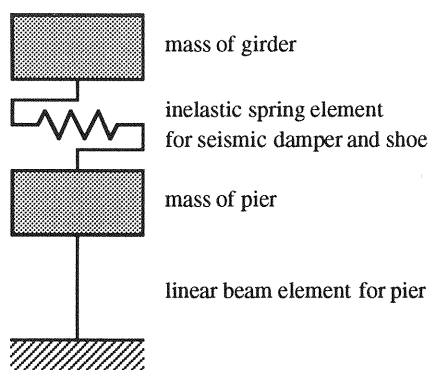 mass of girder
inelastic spring element
for seismic damper and shoe
mass of pier
linear beam element for pier